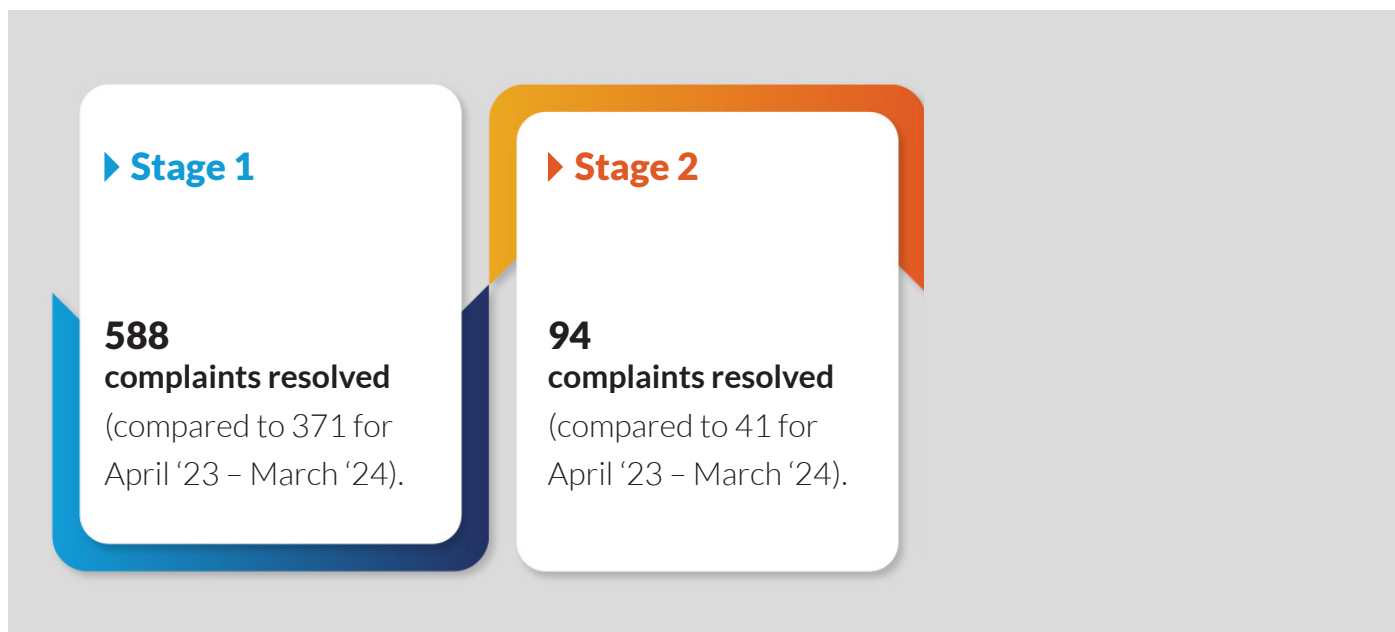 Stage 1
588
complaints resolved
(compared to 371 for
April ‘23 – March ‘24).
Stage 2
94
complaints resolved
(compared to 41 for
April ‘23 – March ‘24).